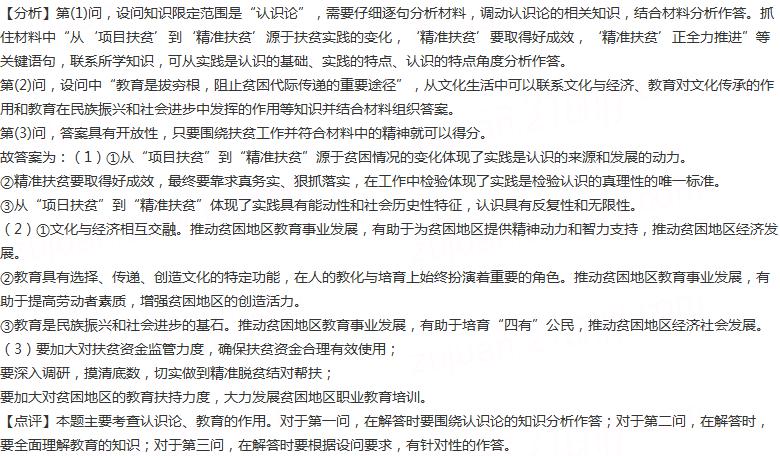 【分析】第(1)问，设问知识限定范围是“认识论”，需要仔细逐句分析材料，调动认识论的相关知识，结合材料分析作答。抓
住材料中“从‘项目扶贫’到‘精准扶贫’源于扶贫实践的变化，‘精准扶贫’要取得好成效，‘精准扶贫’正全力推进”等
关键语句，联系所学知识，可从实践是认识的基础、实践的特点、认识的特点角度分析作答。
第(2)问，设问中“教育是拔穷根，阻止贫困代际传递的重要途径”，从文化生活中可以联系文化与经济、教育对文化传承的作
用和教育在民族振兴和社会进步中发挥的作用等知识并结合材料组织答案。
第(3)问，答案具有开放性，只要围绕扶贫工作并符合材料中的精神就可以得分。
故答案为：（1）①从“项目扶贫”到“精准扶贫”源于贫困情况的变化体现了实践是认识的来源和发展的动力。
②精准扶贫要取得好成效，最终要靠求真务实、狠抓落实，在工作中检验体现了实践是检验认识的真理性的唯一标准。
③从“项日扶贫”到“精准扶贫”体现了实践具有能动性和社会历史性特征，认识具有反复性和无限性。
（2）①文化与经济相互交融。推动贫困地区教育事业发展，有助于为贫困地区提供精神动力和智力支持，推动贫困地区经济发
展。
②教育具有选择、传递、创造文化的特定功能，在人的教化与培育上始终扮演着重要的角色。推动贫困地区教育事业发展，有
助于提高劳动者素质，增强贫困地区的创造活力。
③教育是民族振兴和社会进步的基石。推动贫困地区教育事业发展，有助于培育“四有”公民，推动贫困地区经济社会发展。
（3）要加大对扶贫资金监管力度，确保扶贫资金合理有效使用；
要深入调研，摸清底数，切实做到精准脱贫结对帮扶；
要加大对贫困地区的教育扶持力度，大力发展贫困地区职业教育培训。
【点评】本题主要考查认识论、教育的作用。对于第一问，在解答时要围绕认识论的知识分析作答；对于第二问，在解答时，
要全面理解教育的知识；对于第三问，在解答时要根据设问要求，有针对性的作答。